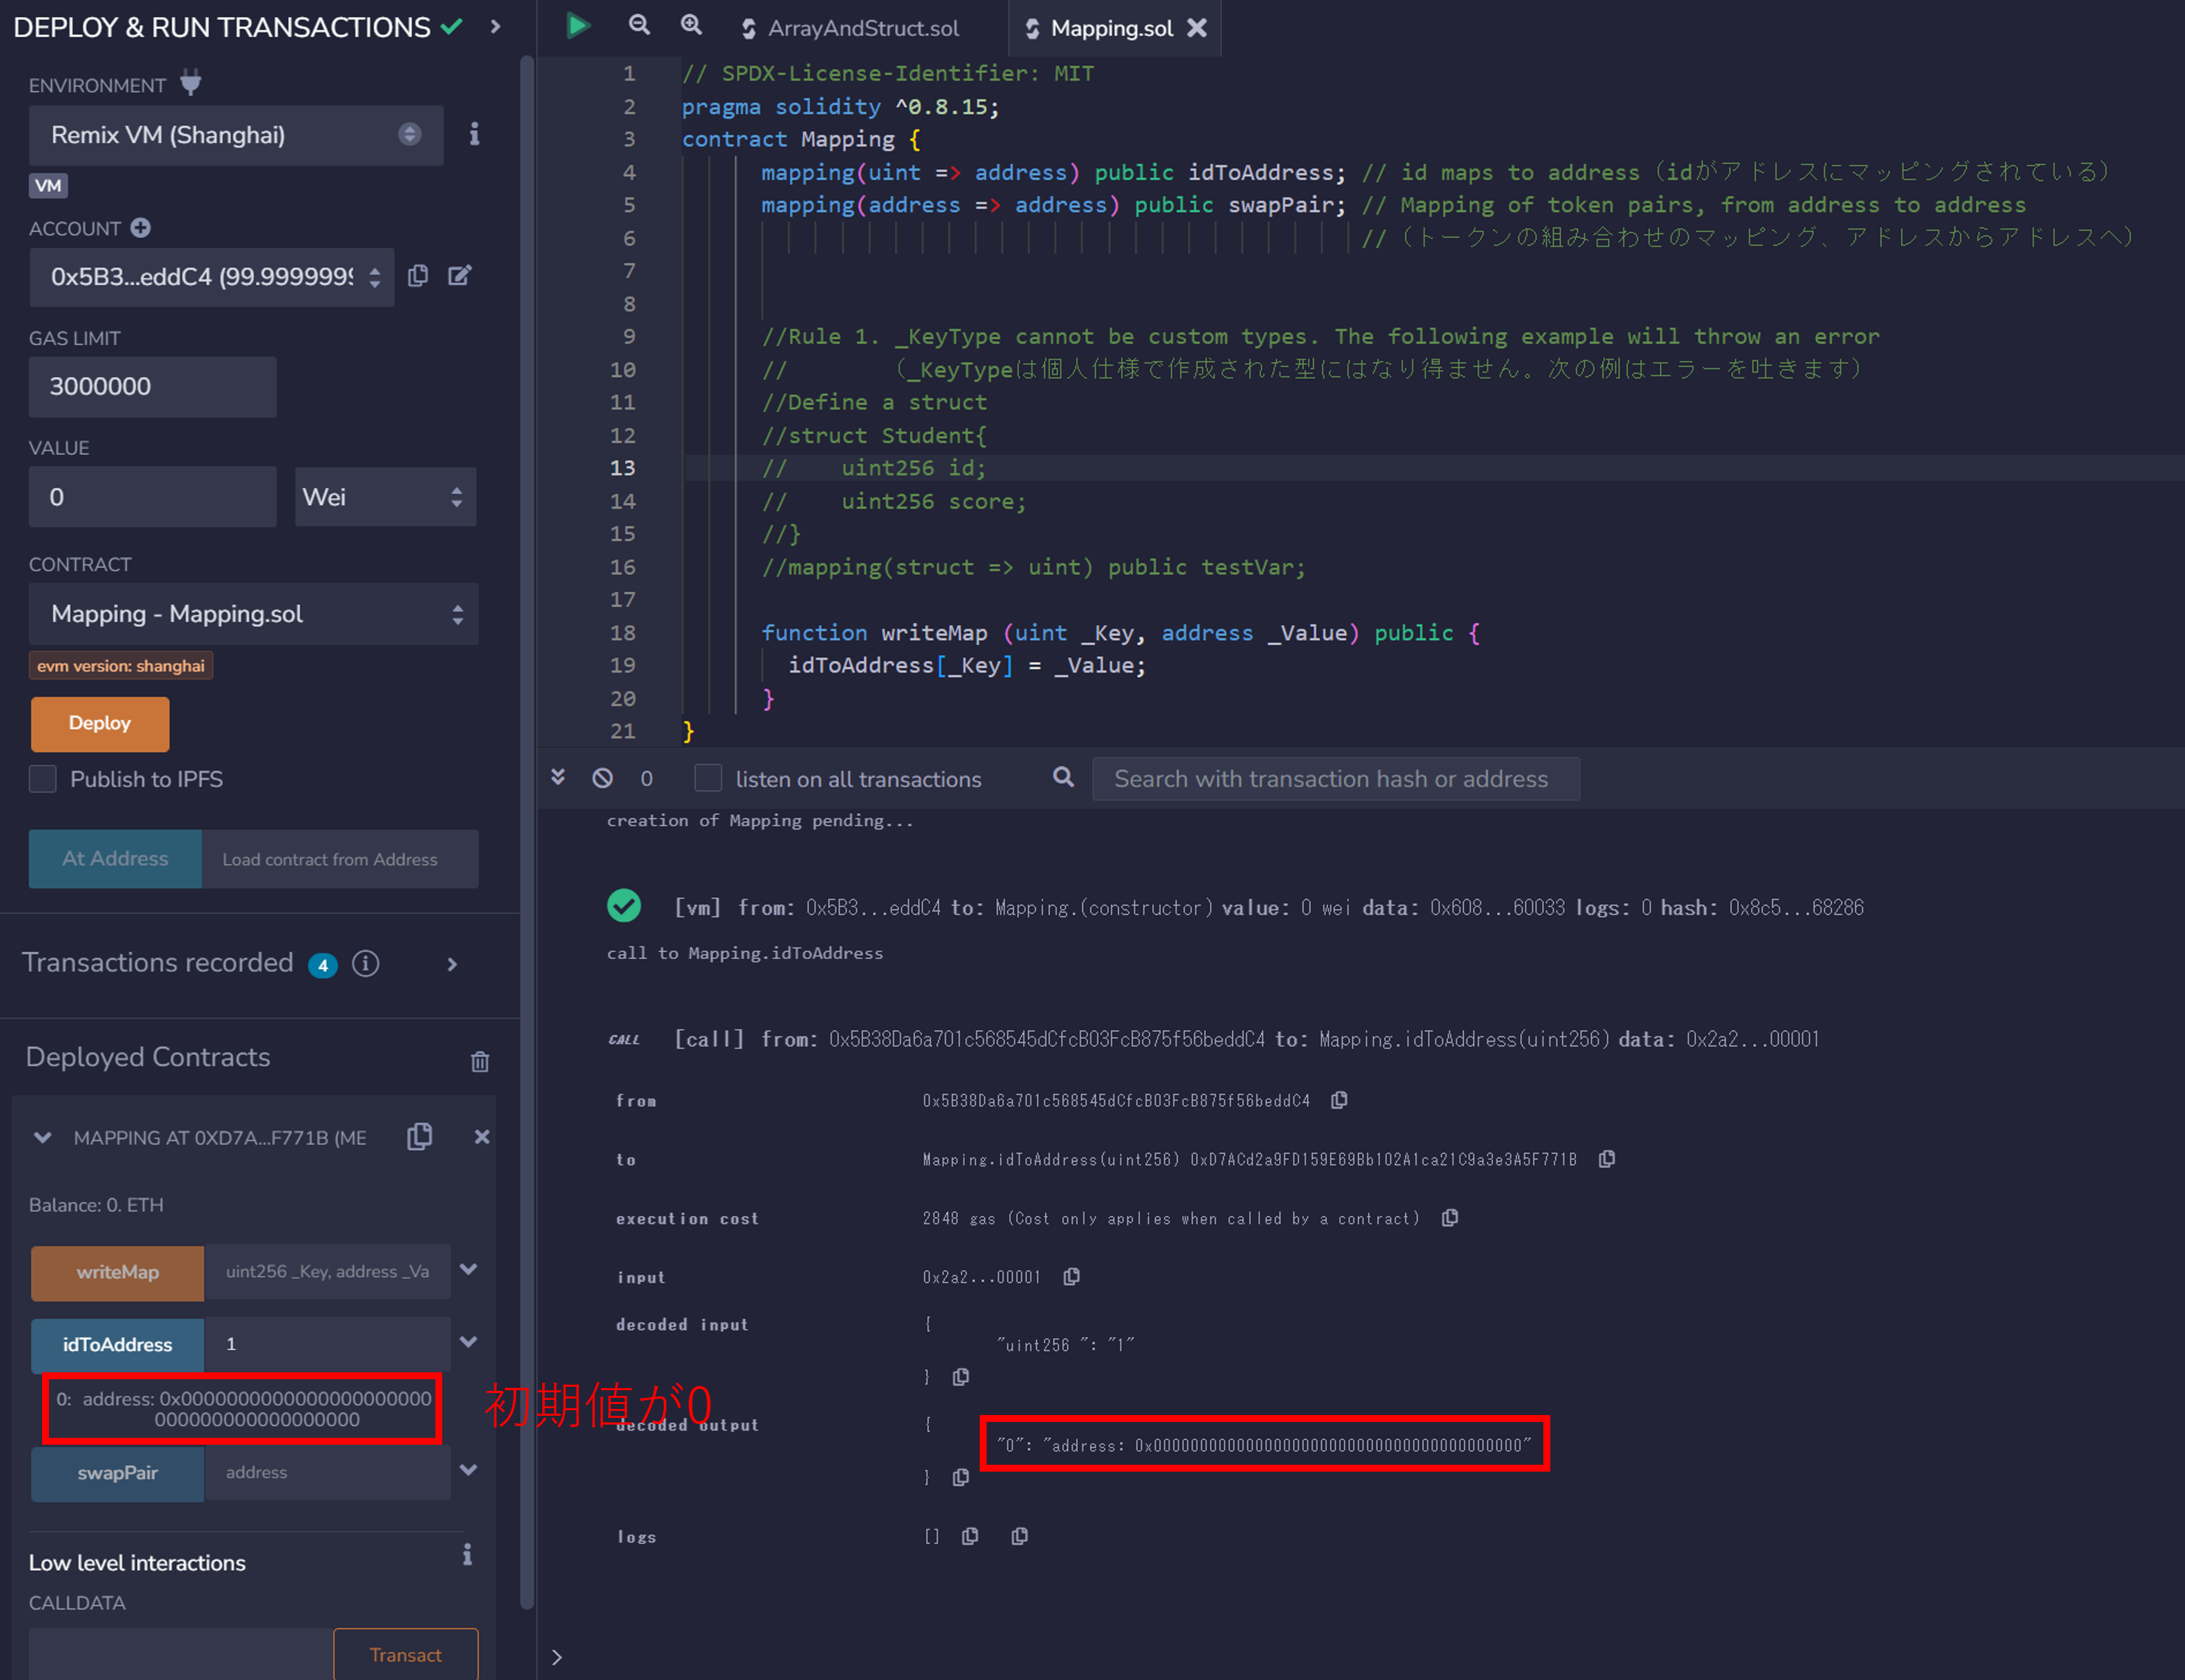 DEPLOY & RUN TRANSACTIONS
ENVIRONMENT
Remix VM (Shanghai)
VM
ACCOUNT
0x5B3...eddC4 (99.9999999
GAS LIMIT
3000000
VALUE
0
Wei
CONTRACT
Mapping - Mapping.sol
evm version: shanghai
Deploy
Publish to IPFS
At Address
Load contract from Address
Transactions recorded 4
Deployed Contracts
MAPPING AT 0XD7A...F771B (ME
Balance: 0. ETH
writeMap
uint256 _Key, address _Va
idToAddress
1
0: address: 0x0000000000000000000000
000000000000000000
初期値が0
swapPair
address
Low level interactions
CALLDATA
Transact
ArrayAndStruct.sol
Mapping.sol
1 // SPDX-License-Identifier: MIT
2 pragma solidity ^0.8.15;
3 contract Mapping {
4 mapping(uint => address) public idToAddress; // id maps to address（idがアドレスにマッピングされている）
5 mapping(address => address) public swapPair; // Mapping of token pairs, from address to address
6 //（トークンの組み合わせのマッピング、アドレスからアドレスへ）
7
8
9 //Rule 1. _KeyType cannot be custom types. The following example will throw an error
10 // （_KeyTypeは個人仕様で作成された型にはなり得ません。次の例はエラーを吐きます）
11 //Define a struct
12 //struct Student{
13 // uint256 id;
14 // uint256 score;
15 //}
16 //mapping(struct => uint) public testVar;
17
18 function writeMap (uint _Key, address _Value) public {
19 idToAddress[_Key] = _Value;
20 }
21 }
0
listen on all transactions
Search with transaction hash or address
creation of Mapping pending...
[vm] from: 0x5B3...eddC4 to: Mapping.(constructor) value: 0 wei data: 0x608...60033 logs: 0 hash: 0x8c5...68286
call to Mapping.idToAddress
CALL [call] from: 0x5B38Da6a701c568545dCfcB03FcB875f56beddC4 to: Mapping.idToAddress(uint256) data: 0x2a2...00001
from 0x5B38Da6a701c568545dCfcB03FcB875f56beddC4
to Mapping.idToAddress(uint256) 0xD7ACd2a9FD159E69Bb102A1ca21C9a3e3A5F771B
execution cost 2848 gas (Cost only applies when called by a contract)
input 0x2a2...00001
decoded input {
"uint256 ": "1"
}
decoded output {
"0": "address: 0x0000000000000000000000000000000000000000"
}
logs []
>